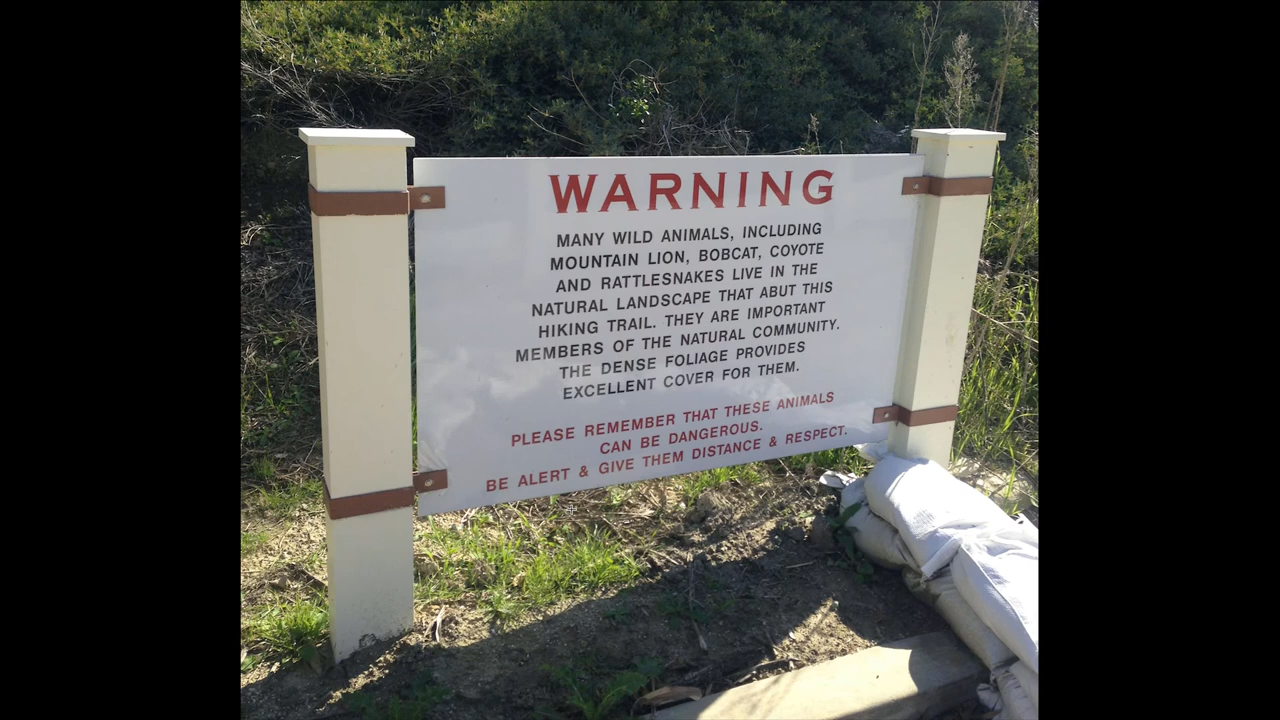 WARNING
MANY WILD ANIMALS, INCLUDING
MOUNTAIN LION, BOBCAT, COYOTE
AND RATTLESNAKES LIVE IN THE
NATURAL LANDSCAPE THAT ABUT THIS
HIKING TRAIL. THEY ARE IMPORTANT
MEMBERS OF THE NATURAL COMMUNITY.
THE DENSE FOLIAGE PROVIDES
EXCELLENT COVER FOR THEM.
PLEASE REMEMBER THAT THESE ANIMALS
CAN BE DANGEROUS.
BE ALERT & GIVE THEM DISTANCE & RESPECT.